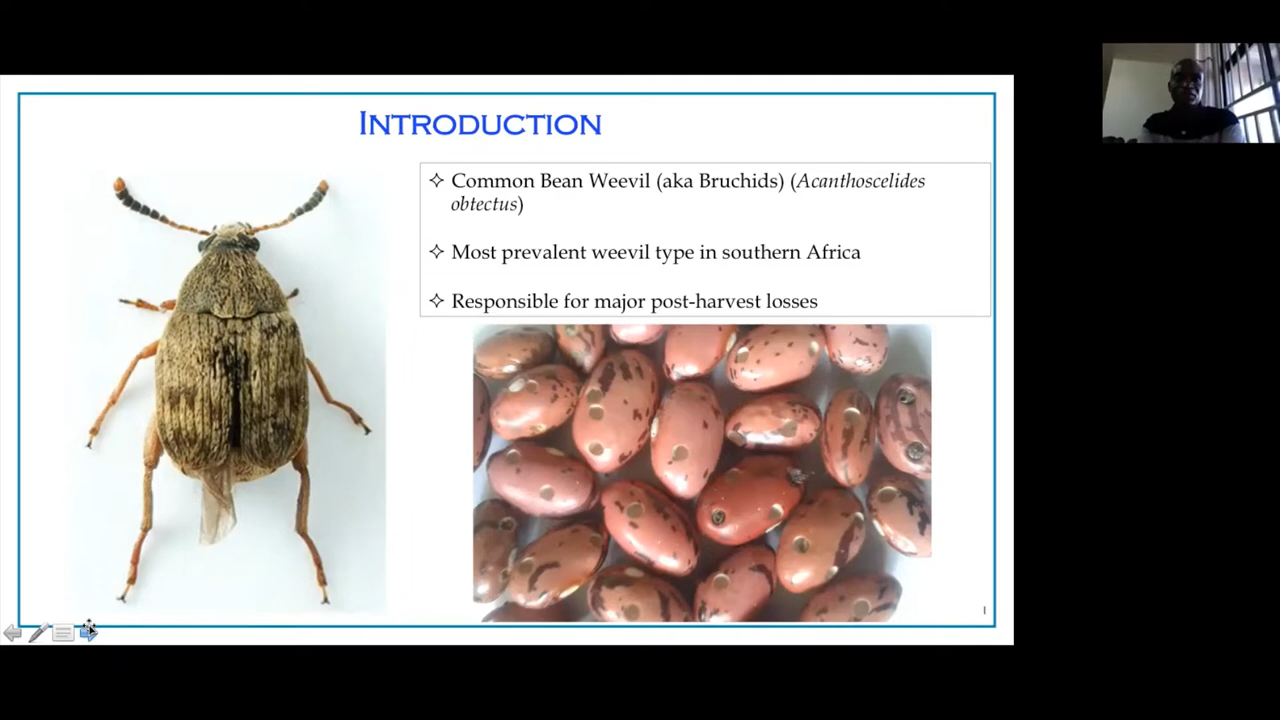 INTRODUCTION
✧ Common Bean Weevil (aka Bruchids) (Acanthoscelides
obtectus)
✧ Most prevalent weevil type in southern Africa
✧ Responsible for major post-harvest losses
1